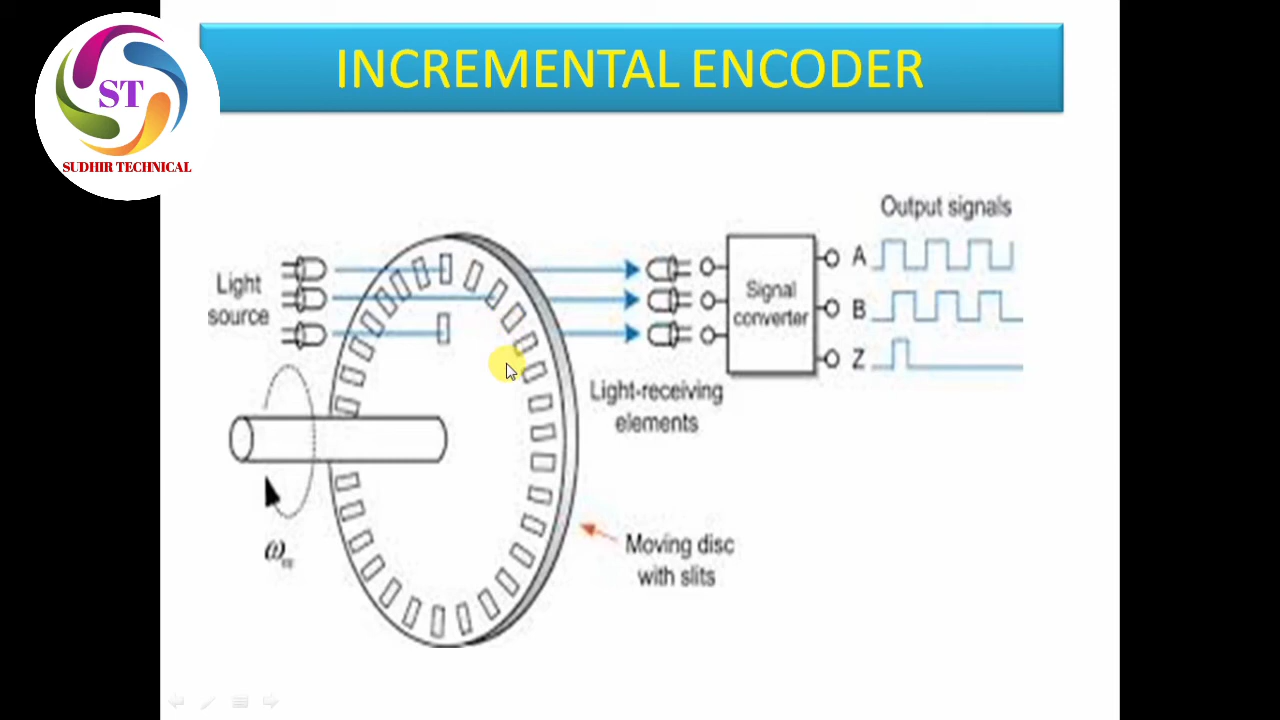 INCREMENTAL ENCODER
ST
SUDHIR TECHNICAL
Output signals
Light
source
Signal
converter
A
B
Z
Light-receiving
elements
Moving disc
with slits